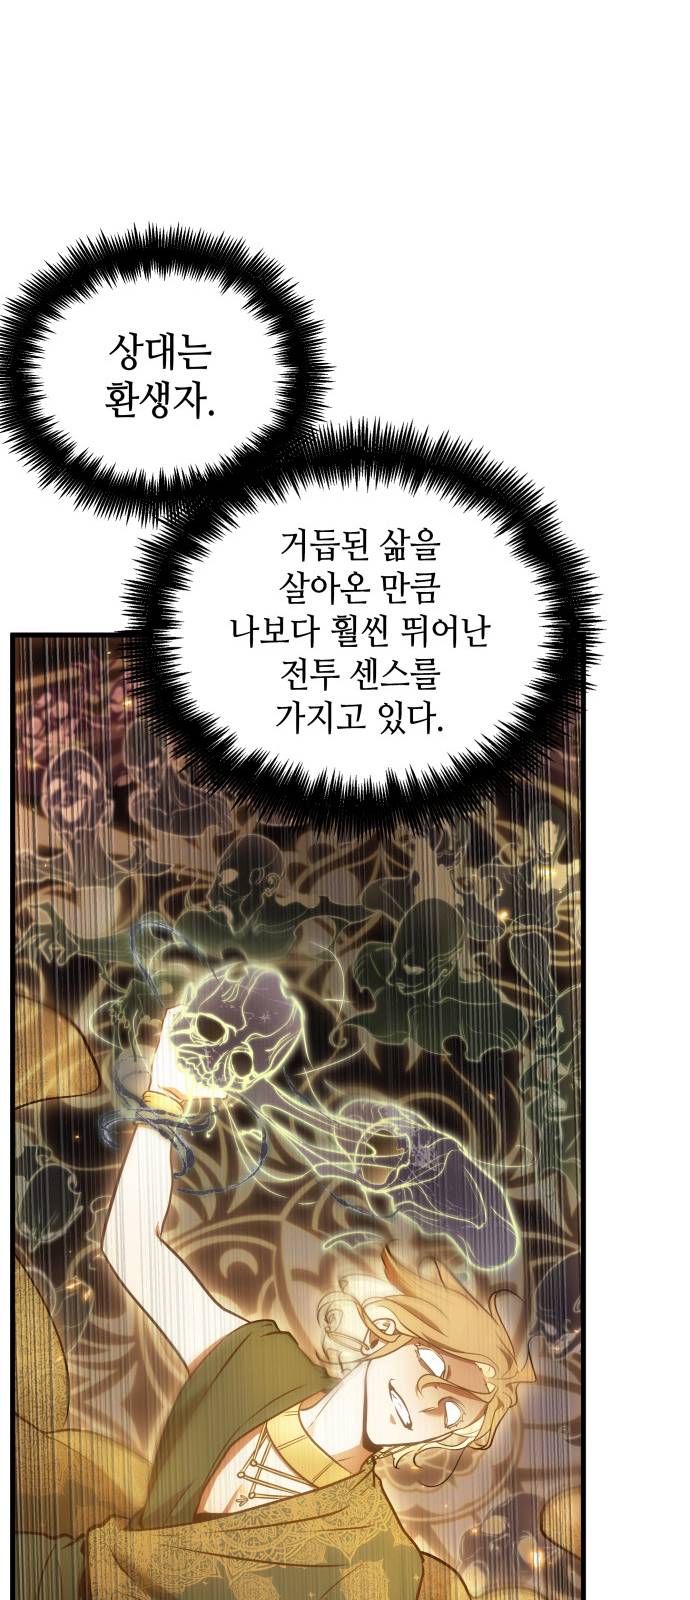 상대는
환생자.
거듭된 삶을
살아온 만큼
나보다 훨씬 뛰어난
전투 센스를
가지고 있다.